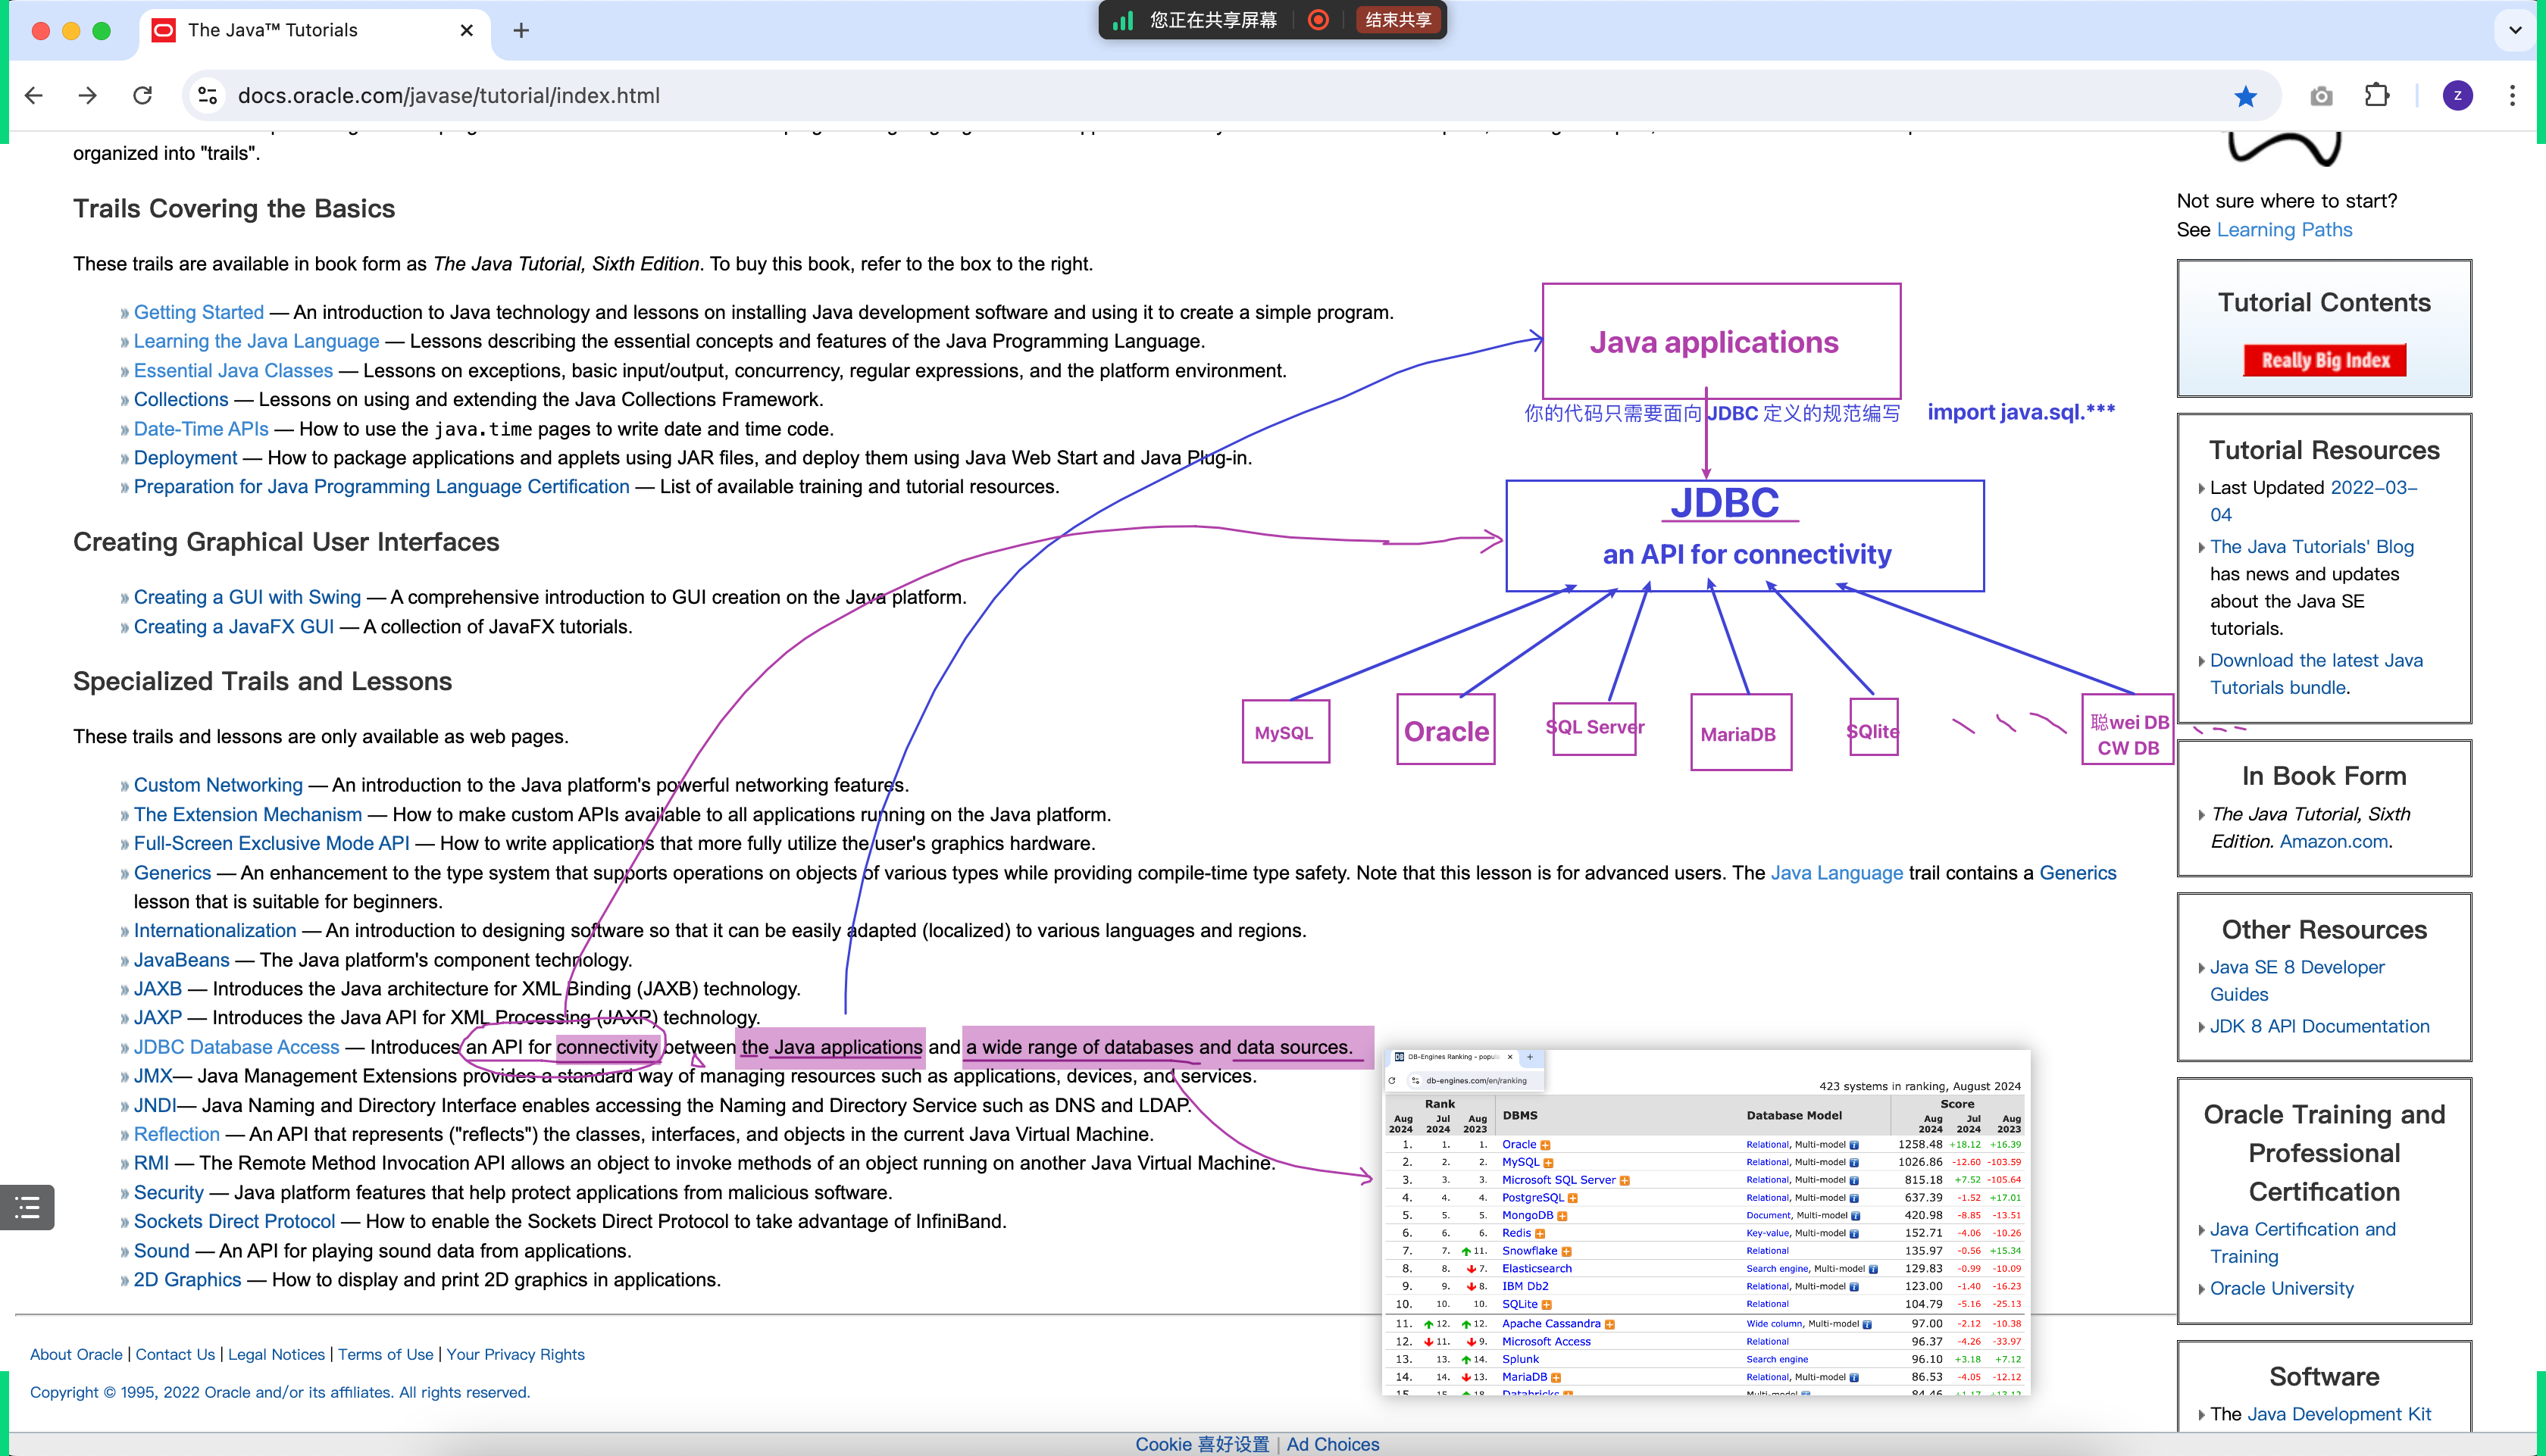 The Java™ Tutorials
您正在共享屏幕
结束共享
docs.oracle.com/javase/tutorial/index.html
z
organized into "trails".
Trails Covering the Basics
These trails are available in book form as The Java Tutorial, Sixth Edition. To buy this book, refer to the box to the right.
» Getting Started — An introduction to Java technology and lessons on installing Java development software and using it to create a simple program.
» Learning the Java Language — Lessons describing the essential concepts and features of the Java Programming Language.
» Essential Java Classes — Lessons on exceptions, basic input/output, concurrency, regular expressions, and the platform environment.
» Collections — Lessons on using and extending the Java Collections Framework.
» Date-Time APIs — How to use the java.time pages to write date and time code.
» Deployment — How to package applications and applets using JAR files, and deploy them using Java Web Start and Java Plug-in.
» Preparation for Java Programming Language Certification — List of available training and tutorial resources.
Creating Graphical User Interfaces
» Creating a GUI with Swing — A comprehensive introduction to GUI creation on the Java platform.
» Creating a JavaFX GUI — A collection of JavaFX tutorials.
Specialized Trails and Lessons
These trails and lessons are only available as web pages.
» Custom Networking — An introduction to the Java platform's powerful networking features.
» The Extension Mechanism — How to make custom APIs available to all applications running on the Java platform.
» Full-Screen Exclusive Mode API — How to write applications that more fully utilize the user's graphics hardware.
» Generics — An enhancement to the type system that supports operations on objects of various types while providing compile-time type safety. Note that this lesson is for advanced users. The Java Language trail contains a Generics
lesson that is suitable for beginners.
» Internationalization — An introduction to designing software so that it can be easily adapted (localized) to various languages and regions.
» JavaBeans — The Java platform's component technology.
» JAXB — Introduces the Java architecture for XML Binding (JAXB) technology.
» JAXP — Introduces the Java API for XML Processing (JAXP) technology.
» JDBC Database Access — Introduces an API for connectivity between the Java applications and a wide range of databases and data sources.
» JMX— Java Management Extensions provides a standard way of managing resources such as applications, devices, and services.
» JNDI— Java Naming and Directory Interface enables accessing the Naming and Directory Service such as DNS and LDAP.
» Reflection — An API that represents ("reflects") the classes, interfaces, and objects in the current Java Virtual Machine.
» RMI — The Remote Method Invocation API allows an object to invoke methods of an object running on another Java Virtual Machine.
» Security — Java platform features that help protect applications from malicious software.
» Sockets Direct Protocol — How to enable the Sockets Direct Protocol to take advantage of InfiniBand.
» Sound — An API for playing sound data from applications.
» 2D Graphics — How to display and print 2D graphics in applications.
About Oracle | Contact Us | Legal Notices | Terms of Use | Your Privacy Rights
Copyright © 1995, 2022 Oracle and/or its affiliates. All rights reserved.
Java applications
你的代码只需要面向 JDBC 定义的规范编写 import java.sql.***
JDBC
an API for connectivity
MySQL
Oracle
SQL Server
MariaDB
SQlite
聪wei DB
CW DB
DB-Engines Ranking - popul
db-engines.com/en/ranking
423 systems in ranking, August 2024
Rank DBMS Database Model Score
Aug 2024 Jul 2024 Aug 2023 Aug 2024 Jul 2024 Aug 2023
1. 1. 1. Oracle Relational, Multi-model 1258.48 +18.12 +16.39
2. 2. 2. MySQL Relational, Multi-model 1026.86 -12.60 -103.59
3. 3. 3. Microsoft SQL Server Relational, Multi-model 815.18 +7.52 -105.64
4. 4. 4. PostgreSQL Relational, Multi-model 637.39 -1.52 +17.01
5. 5. 5. MongoDB Document, Multi-model 420.98 -8.85 -13.51
6. 6. 6. Redis Key-value, Multi-model 152.71 -4.06 -10.26
7. 7. 11. Snowflake Relational 135.97 -0.56 +15.34
8. 8. 7. Elasticsearch Search engine, Multi-model 129.83 -0.99 -10.09
9. 9. 8. IBM Db2 Relational, Multi-model 123.00 -1.40 -16.23
10. 10. 10. SQLite Relational 104.79 -5.16 -25.13
11. 12. 12. Apache Cassandra Wide column, Multi-model 97.00 -2.12 -10.38
12. 11. 9. Microsoft Access Relational 96.37 -4.26 -33.97
13. 13. 14. Splunk Search engine 96.10 +3.18 +7.12
14. 14. 13. MariaDB Relational, Multi-model 86.53 -4.05 -12.12
Not sure where to start?
See Learning Paths
Tutorial Contents
Really Big Index
Tutorial Resources
Last Updated 2022-03-
04
The Java Tutorials' Blog
has news and updates
about the Java SE
tutorials.
Download the latest Java
Tutorials bundle.
In Book Form
The Java Tutorial, Sixth
Edition. Amazon.com.
Other Resources
Java SE 8 Developer
Guides
JDK 8 API Documentation
Oracle Training and
Professional
Certification
Java Certification and
Training
Oracle University
Software
The Java Development Kit
Cookie 喜好设置 | Ad Choices